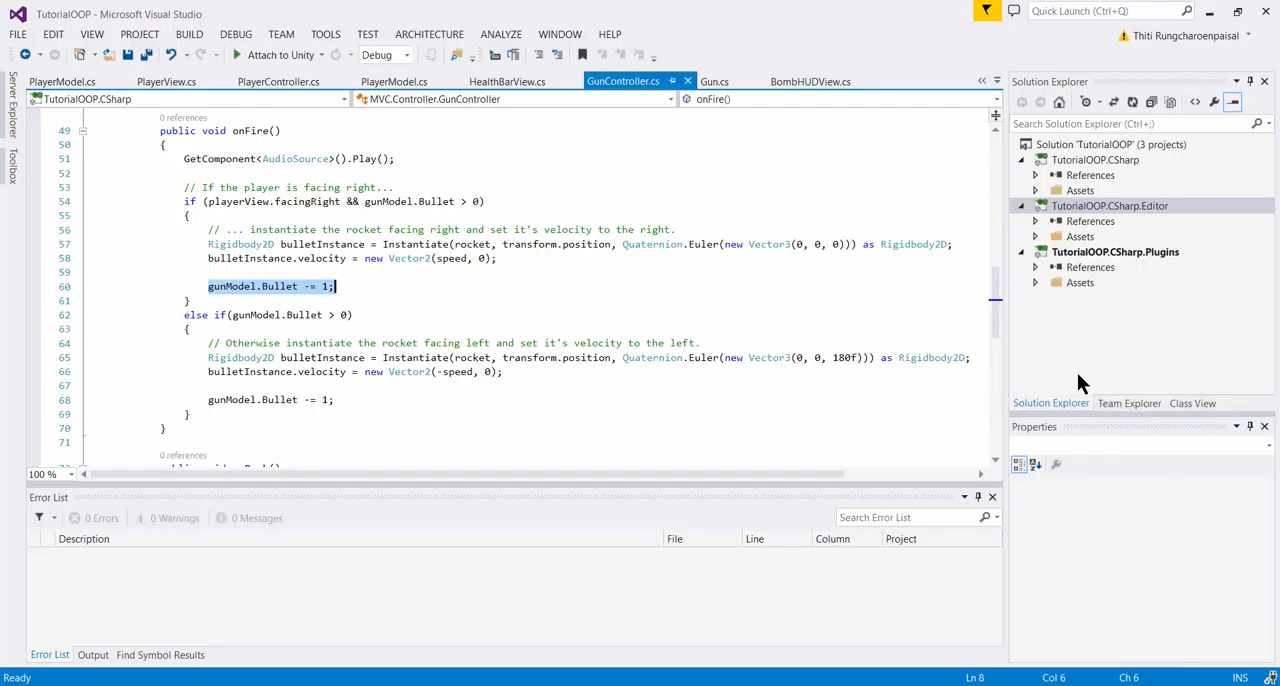 TutorialOOP - Microsoft Visual Studio
Quick Launch (Ctrl+Q)
FILE EDIT VIEW PROJECT BUILD DEBUG TEAM TOOLS TEST ARCHITECTURE ANALYZE WINDOW HELP
Thiti Rungcharoenpaisal
Attach to Unity Debug
Server Explorer
Toolbox
PlayerModel.cs PlayerView.cs PlayerController.cs PlayerModel.cs HealthBarView.cs GunController.cs Gun.cs BombHUDView.cs
TutorialOOP.CSharp MVC.Controller.GunController onFire()
0 references
49 public void onFire()
50 {
51 GetComponent<AudioSource>().Play();
52
53 // If the player is facing right...
54 if (playerView.facingRight && gunModel.Bullet > 0)
55 {
56 // ... instantiate the rocket facing right and set it's velocity to the right.
57 Rigidbody2D bulletInstance = Instantiate(rocket, transform.position, Quaternion.Euler(new Vector3(0, 0, 0))) as Rigidbody2D;
58 bulletInstance.velocity = new Vector2(speed, 0);
59
60 gunModel.Bullet -= 1;
61 }
62 else if(gunModel.Bullet > 0)
63 {
64 // Otherwise instantiate the rocket facing left and set it's velocity to the left.
65 Rigidbody2D bulletInstance = Instantiate(rocket, transform.position, Quaternion.Euler(new Vector3(0, 0, 180f))) as Rigidbody2D;
66 bulletInstance.velocity = new Vector2(-speed, 0);
67
68 gunModel.Bullet -= 1;
69 }
70 }
71
0 references
100 %
Solution Explorer
Search Solution Explorer (Ctrl+;)
Solution 'TutorialOOP' (3 projects)
TutorialOOP.CSharp
References
Assets
TutorialOOP.CSharp.Editor
References
Assets
TutorialOOP.CSharp.Plugins
References
Assets
Solution Explorer Team Explorer Class View
Properties
Error List
0 Errors 0 Warnings 0 Messages
Search Error List
Description File Line Column Project
Error List Output Find Symbol Results
Ready Ln 8 Col 6 Ch 6 INS